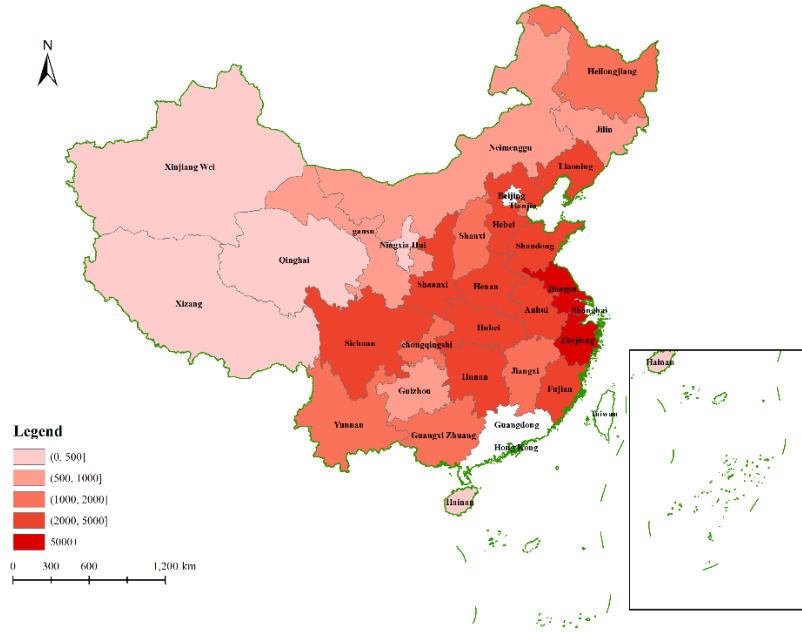 N
Heilongjiang
Jilin
Neimenggu
Liaoning
Xinjiang Wei
Beijing
Tianjin
gansu
Ningxia Hui
Shanxi
Hebei
Shandong
Qinghai
Shaanxi
Henan
Jiangsu
Xizang
Anhui
Shanghai
Hubei
Sichuan
chongqingshi
Zhejiang
Hunan
Jiangxi
Guizhou
Fujian
Yunnan
Guangxi Zhuang
Guangdong
Taiwan
Hong Kong
Hainan
Hainan
Legend
(0, 500]
(500, 1000]
(1000, 2000]
(2000, 5000]
5000+
0 300 600 1,200 km